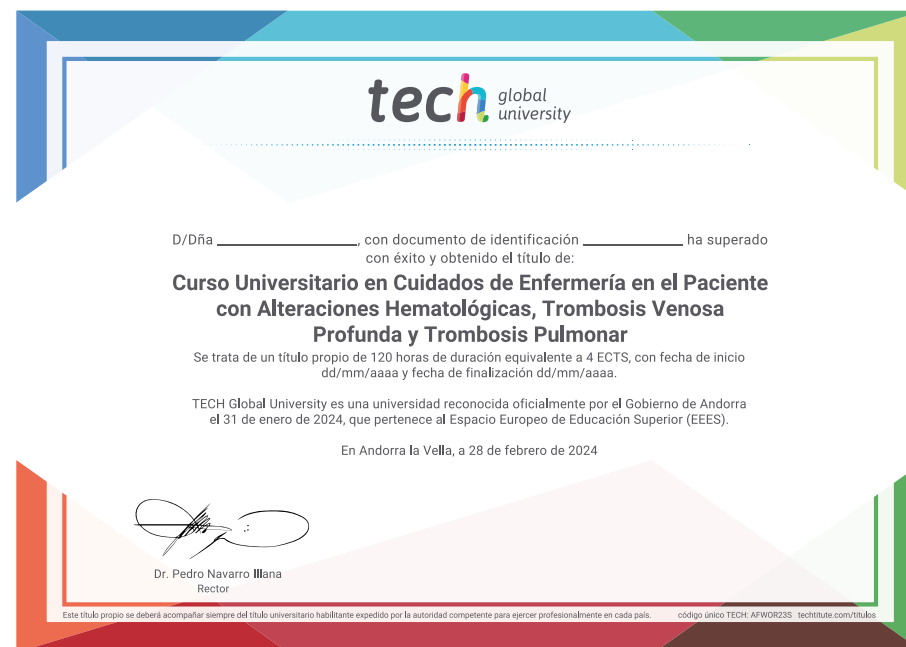 tech global
university
D/Dña ____________________, con documento de identificación ______________ ha superado
con éxito y obtenido el título de:
Curso Universitario en Cuidados de Enfermería en el Paciente
con Alteraciones Hematológicas, Trombosis Venosa
Profunda y Trombosis Pulmonar
Se trata de un título propio de 120 horas de duración equivalente a 4 ECTS, con fecha de inicio
dd/mm/aaaa y fecha de finalización dd/mm/aaaa.
TECH Global University es una universidad reconocida oficialmente por el Gobierno de Andorra
el 31 de enero de 2024, que pertenece al Espacio Europeo de Educación Superior (EEES).
En Andorra la Vella, a 28 de febrero de 2024
Dr. Pedro Navarro Illana
Rector
Este título propio se deberá acompañar siempre del título universitario habilitante expedido por la autoridad competente para ejercer profesionalmente en cada país. código único TECH: AFWOR23S techtitute.com/titulos